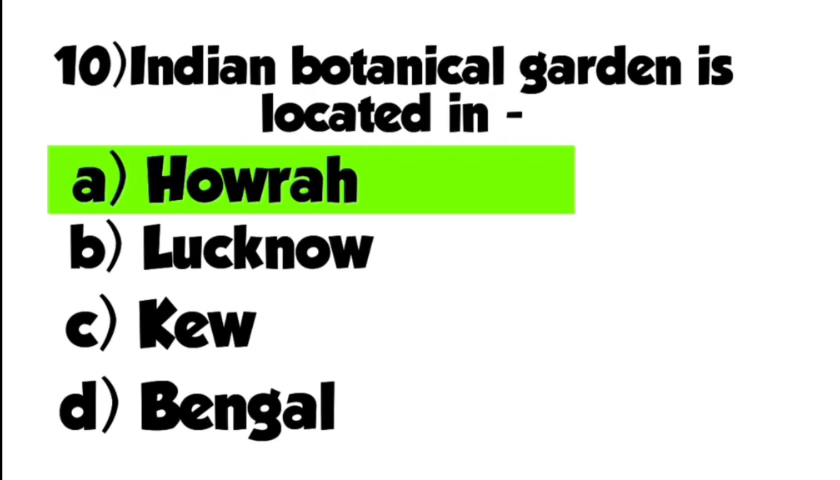 10)Indian botanical garden is
located in -
a) Howrah
b) Lucknow
c) Kew
d) Bengal